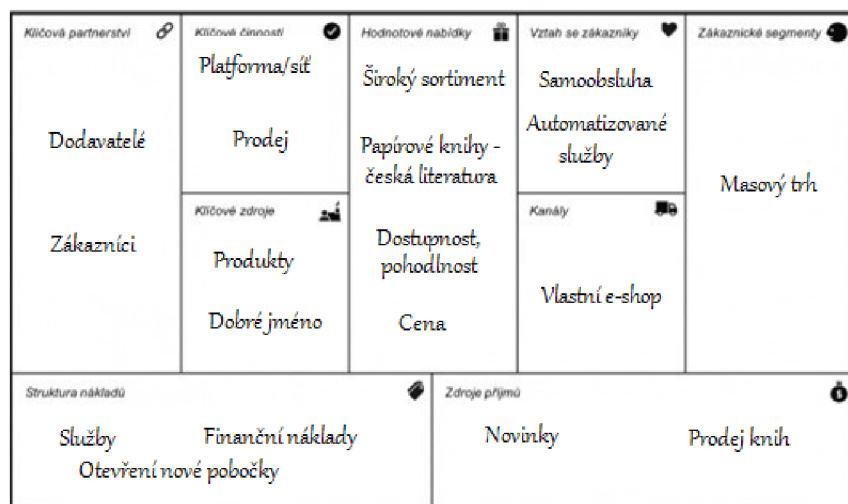 Klíčová partnerství
Dodavatelé
Zákazníci
Klíčové činnosti
Platforma/síť
Prodej
Klíčové zdroje
Produkty
Dobré jméno
Hodnotové nabídky
Široký sortiment
Papírové knihy -
česká literatura
Dostupnost,
pohodlnost
Cena
Vztah se zákazníky
Samoobsluha
Automatizované
služby
Kanály
Vlastní e-shop
Zákaznické segmenty
Masový trh
Struktura nákladů
Služby
Finanční náklady
Otevření nové pobočky
Zdroje příjmů
Novinky
Prodej knih